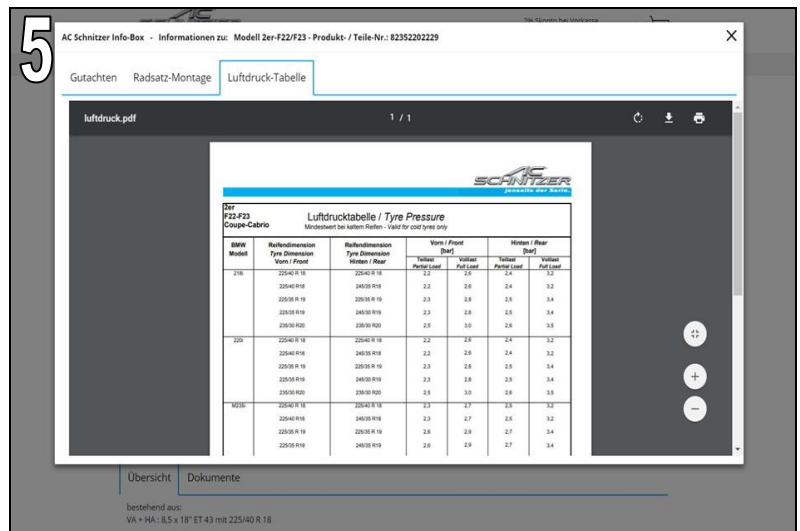 5
2% Skonto bei Vorkasse
AC Schnitzer Info-Box - Informationen zu: Modell 2er-F22/F23 - Produkt- / Teile-Nr.: 82352202229
Gutachten Radsatz-Montage Luftdruck-Tabelle
luftdruck.pdf 1 / 1
AC
SCHNITZER
jenseits der Serie.
2er
F22-F23
Coupe-Cabrio
Luftdrucktabelle / Tyre Pressure
Mindestwert bei kaltem Reifen - Valid for cold tyres only
BMW Modell Reifendimension Tyre Dimension Vorn / Front Reifendimension Tyre Dimension Hinten / Rear Vorn / Front [bar] Hinten / Rear [bar]
Teillast Partial Load Volllast Full Load Teillast Partial Load Volllast Full Load
218i 225/40 R 18 225/40 R 18 2,2 2,6 2,4 3,2
225/40 R18 245/35 R18 2,2 2,6 2,4 3,2
225/35 R 19 225/35 R 19 2,3 2,8 2,5 3,4
225/35 R19 245/30 R19 2,3 2,8 2,5 3,4
235/30 R20 235/30 R20 2,5 3,0 2,6 3,5
220i 225/40 R 18 225/40 R 18 2,2 2,6 2,4 3,2
225/40 R18 245/35 R18 2,2 2,6 2,4 3,2
225/35 R 19 225/35 R 19 2,3 2,8 2,5 3,4
225/35 R19 245/30 R19 2,3 2,8 2,5 3,4
235/30 R20 235/30 R20 2,5 3,0 2,6 3,5
M235i 225/40 R 18 225/40 R 18 2,3 2,7 2,5 3,2
225/40 R18 245/35 R18 2,3 2,7 2,5 3,2
225/35 R 19 225/35 R 19 2,6 2,9 2,7 3,4
225/35 R19 245/35 R19 2,6 2,9 2,7 3,4
Übersicht Dokumente
bestehend aus:
VA + HA : 8,5 x 18" ET 43 mit 225/40 R 18